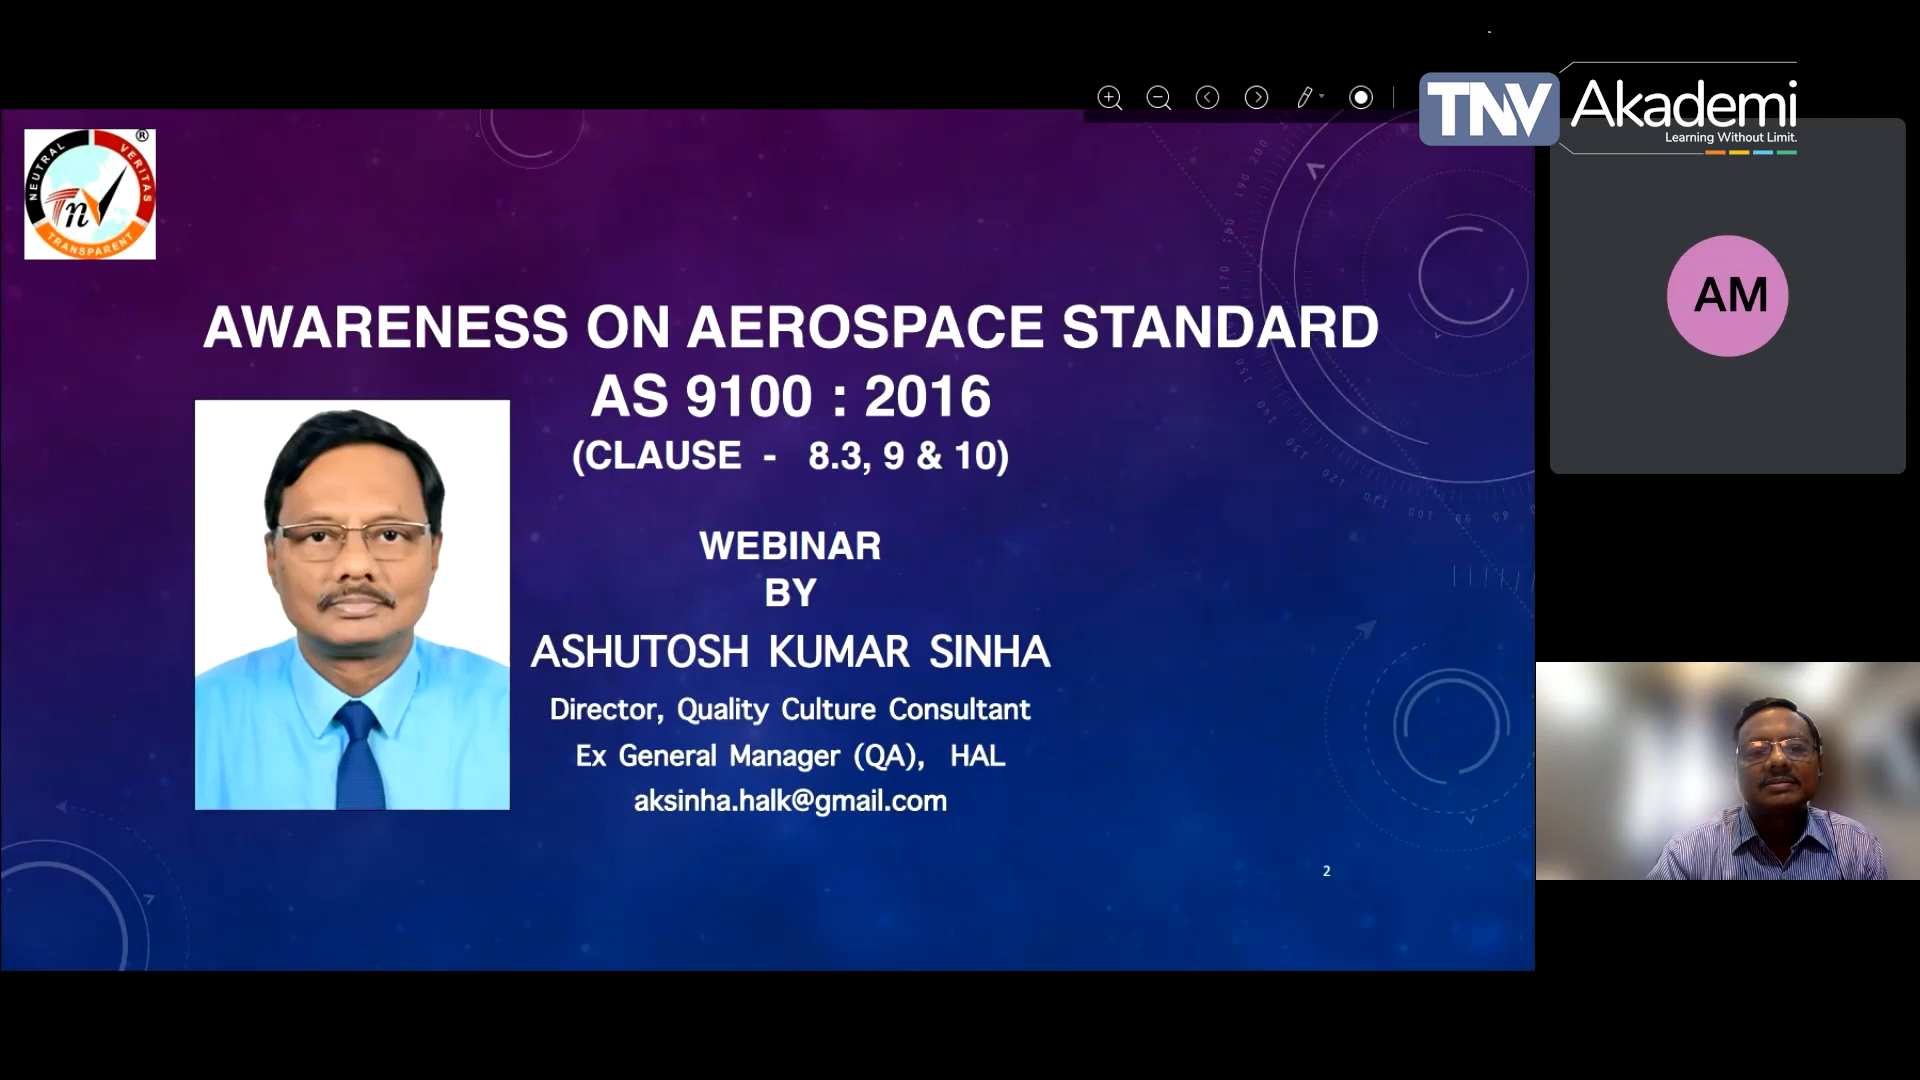 TNV Akademi
Learning Without Limit.
NEUTRAL VERITAS TRANSPARENT
®
Tnv
AWARENESS ON AEROSPACE STANDARD
AS 9100 : 2016
(CLAUSE - 8.3, 9 & 10)
WEBINAR
BY
ASHUTOSH KUMAR SINHA
Director, Quality Culture Consultant
Ex General Manager (QA), HAL
aksinha.halk@gmail.com
2
AM